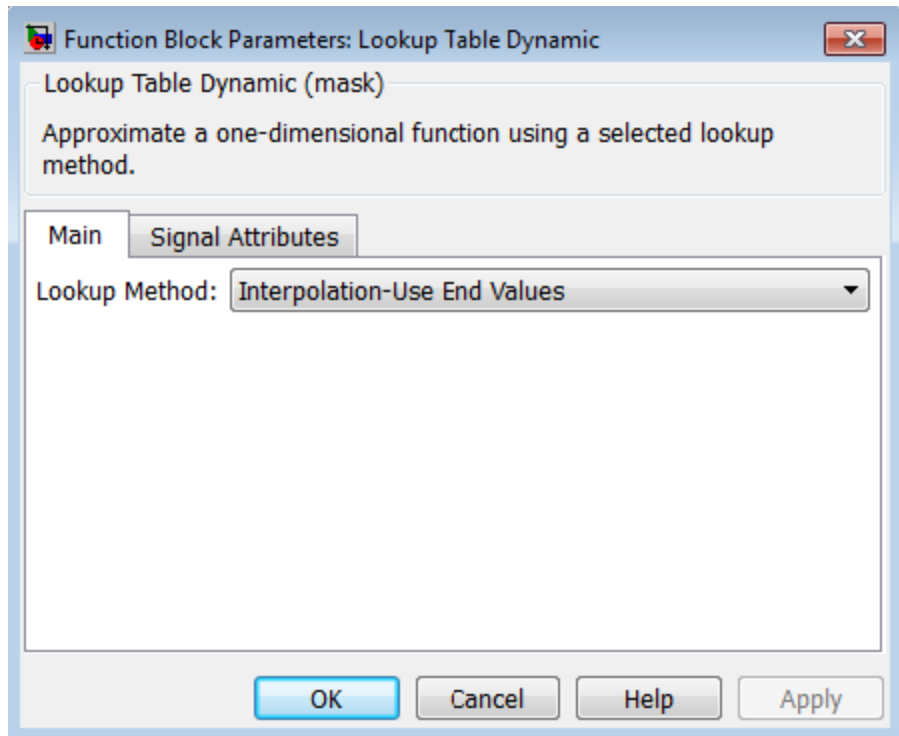 Function Block Parameters: Lookup Table Dynamic
Lookup Table Dynamic (mask)
Approximate a one-dimensional function using a selected lookup
method.
Main Signal Attributes
Lookup Method: Interpolation-Use End Values
OK Cancel Help Apply